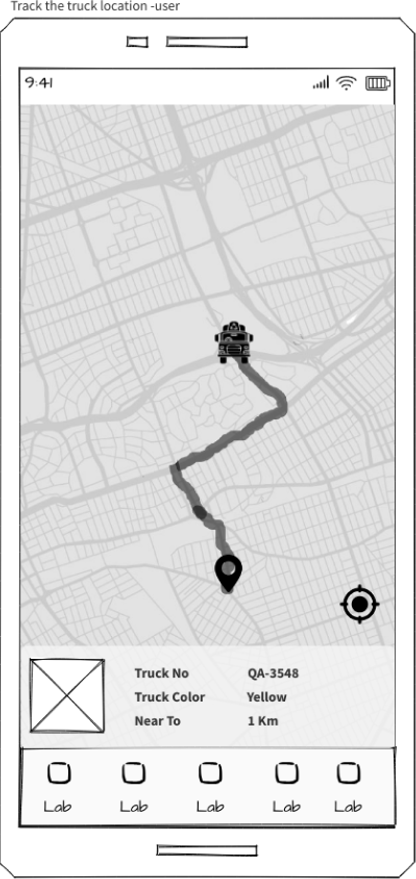 Track the truck location -user
9:41
Truck No QA-3548
Truck Color Yellow
Near To 1 Km
Lab Lab Lab Lab Lab